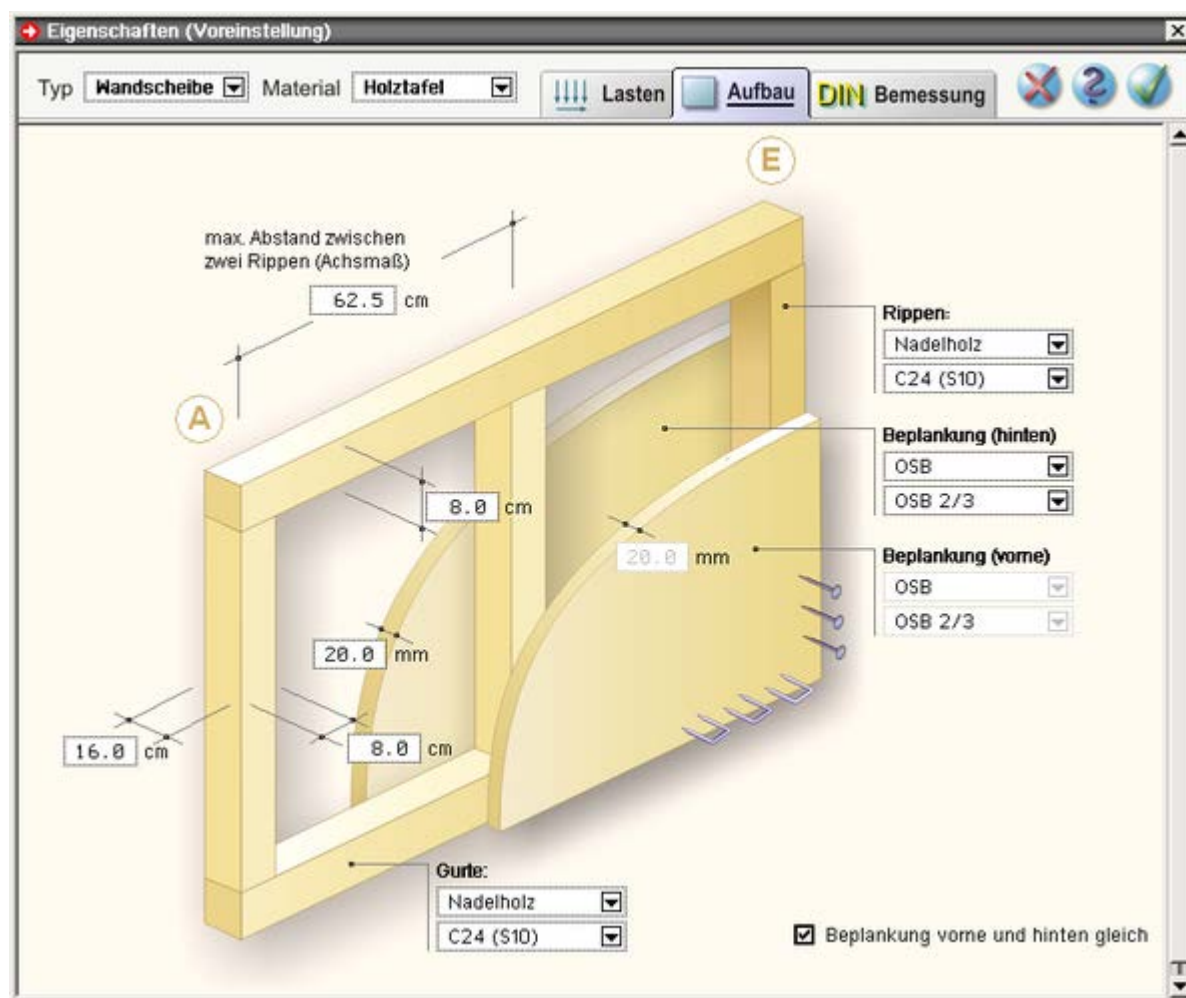 Eigenschaften (Voreinstellung)
Typ Wandscheibe Material Holztafel Lasten Aufbau DIN Bemessung
E
max. Abstand zwischen
zwei Rippen (Achsmaß)
62.5 cm
A
Rippen:
Nadelholz
C24 (S10)
Beplankung (hinten)
OSB
OSB 2/3
8.0 cm
20.0 mm
Beplankung (vorne)
OSB
OSB 2/3
20.0 mm
16.0 cm
8.0 cm
Gurte:
Nadelholz
C24 (S10)
Beplankung vorne und hinten gleich